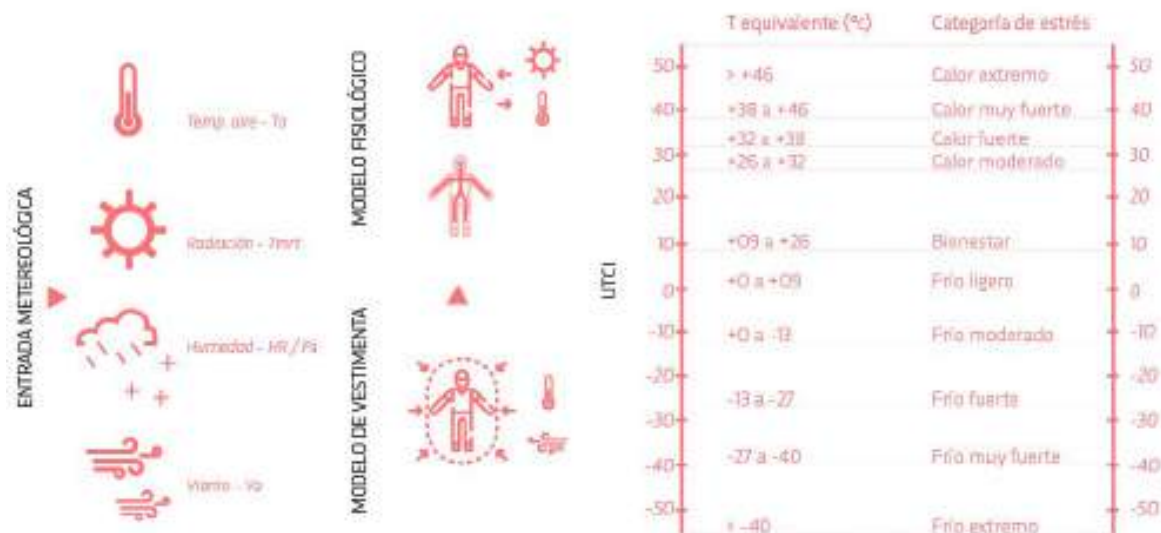 ENTRADA METEREOLÓGICA
Temp. aire - Ta
Radiación - Tmrt
Humedad - HR / Pa
Viento - Va
MODELO FISIOLÓGICO
MODELO DE VESTIMENTA
UTCI
T equivalente (°c) Categoría de estrés
50 > +46 Calor extremo 50
40 +38 a +46 Calor muy fuerte 40
+32 a +38 Calor fuerte
30 +26 a +32 Calor moderado 30
20 20
10 +09 a +26 Bienestar 10
0 +0 a +09 Frío ligero 0
-10 +0 a -13 Frío moderado -10
-20 -20
-13 a -27 Frío fuerte
-30 -30
-40 -27 a -40 Frío muy fuerte -40
-50 < -40 Frío extremo -50